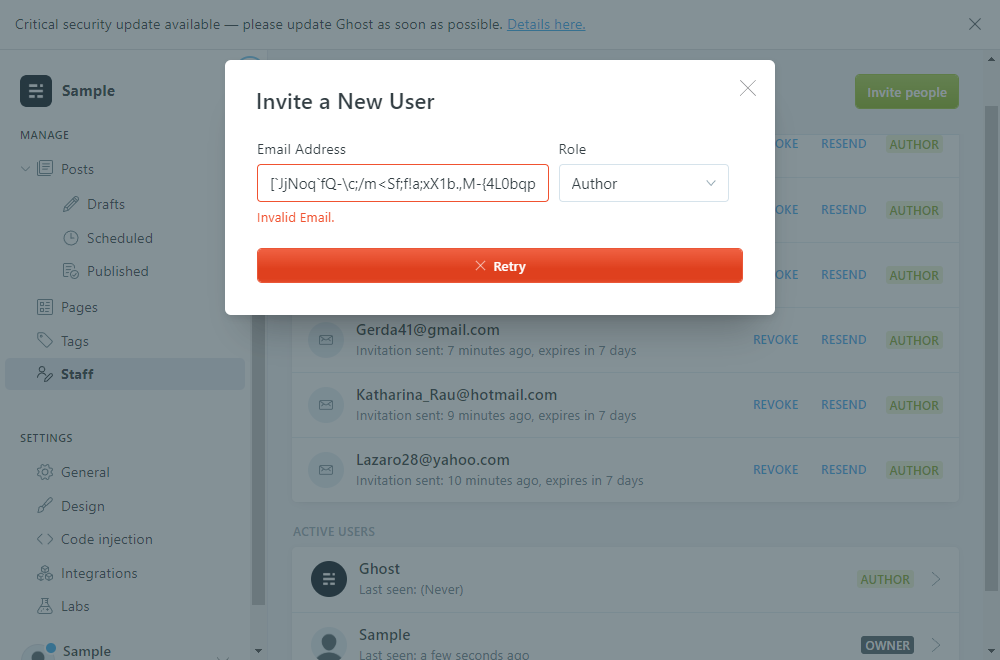 Critical security update available — please update Ghost as soon as possible. Details here.
Sample
Invite people
MANAGE
Posts
Drafts
Scheduled
Published
Pages
Tags
Staff
SETTINGS
General
Design
Code injection
Integrations
Labs
Sample
Invite a New User
Email Address
Role
[`JjNoq`fQ-\c;/m<Sf;f!a;xX1b.,M-{4L0bqp
Author
Invalid Email.
Retry
OKE RESEND AUTHOR
OKE RESEND AUTHOR
OKE RESEND AUTHOR
Gerda41@gmail.com
Invitation sent: 7 minutes ago, expires in 7 days
REVOKE RESEND AUTHOR
Katharina_Rau@hotmail.com
Invitation sent: 9 minutes ago, expires in 7 days
REVOKE RESEND AUTHOR
Lazaro28@yahoo.com
Invitation sent: 10 minutes ago, expires in 7 days
REVOKE RESEND AUTHOR
ACTIVE USERS
Ghost
Last seen: (Never)
AUTHOR
Sample
Last seen: a few seconds ago
OWNER